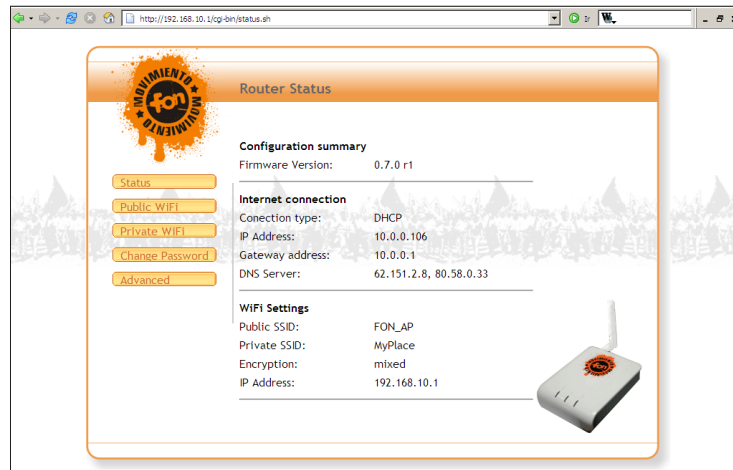 http://192.168.10.1/cgi-bin/status.sh
W
MOVIMIENTO
fon
MOVIMIENTO
Router Status
Status
Public WiFi
Private WiFi
Change Password
Advanced
Configuration summary
Firmware Version: 0.7.0 r1
Internet connection
Conection type: DHCP
IP Address: 10.0.0.106
Gateway address: 10.0.0.1
DNS Server: 62.151.2.8, 80.58.0.33
WiFi Settings
Public SSID: FON_AP
Private SSID: MyPlace
Encryption: mixed
IP Address: 192.168.10.1
fon